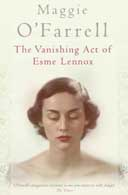 Maggie
O'FARRELL
The Vanishing Act of
Esme Lennox